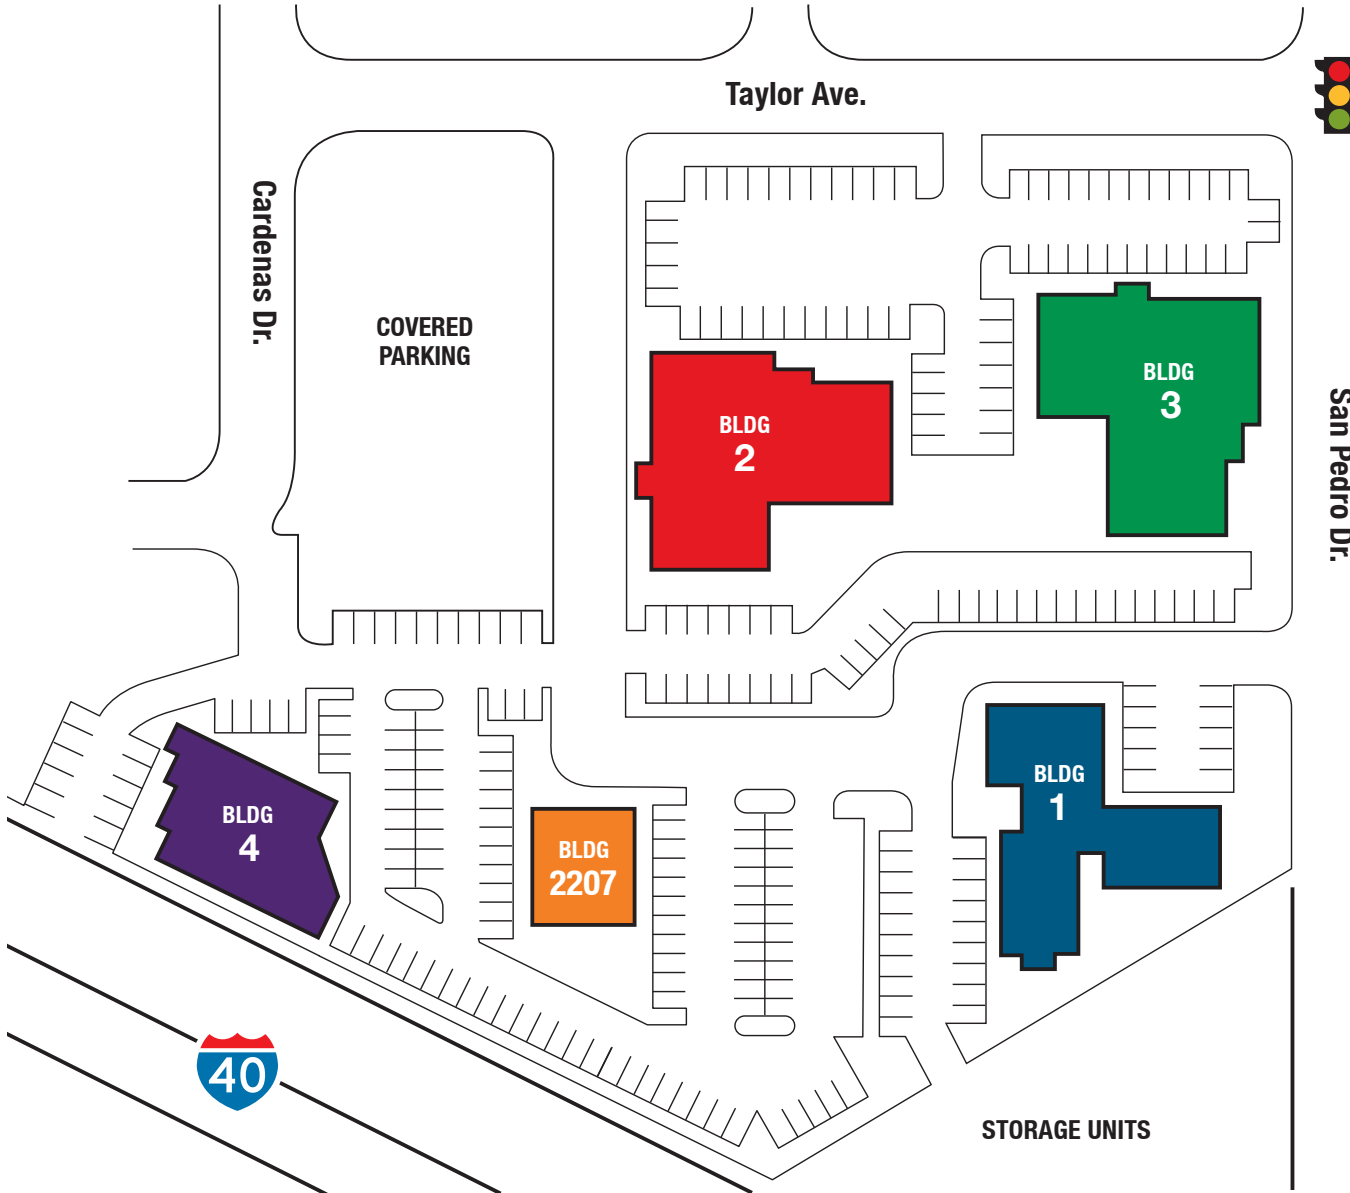 Taylor Ave.
Cardenas Dr.
COVERED
PARKING
BLDG
3
BLDG
2
San Pedro Dr.
BLDG
1
BLDG
4
BLDG
2207
40
STORAGE UNITS